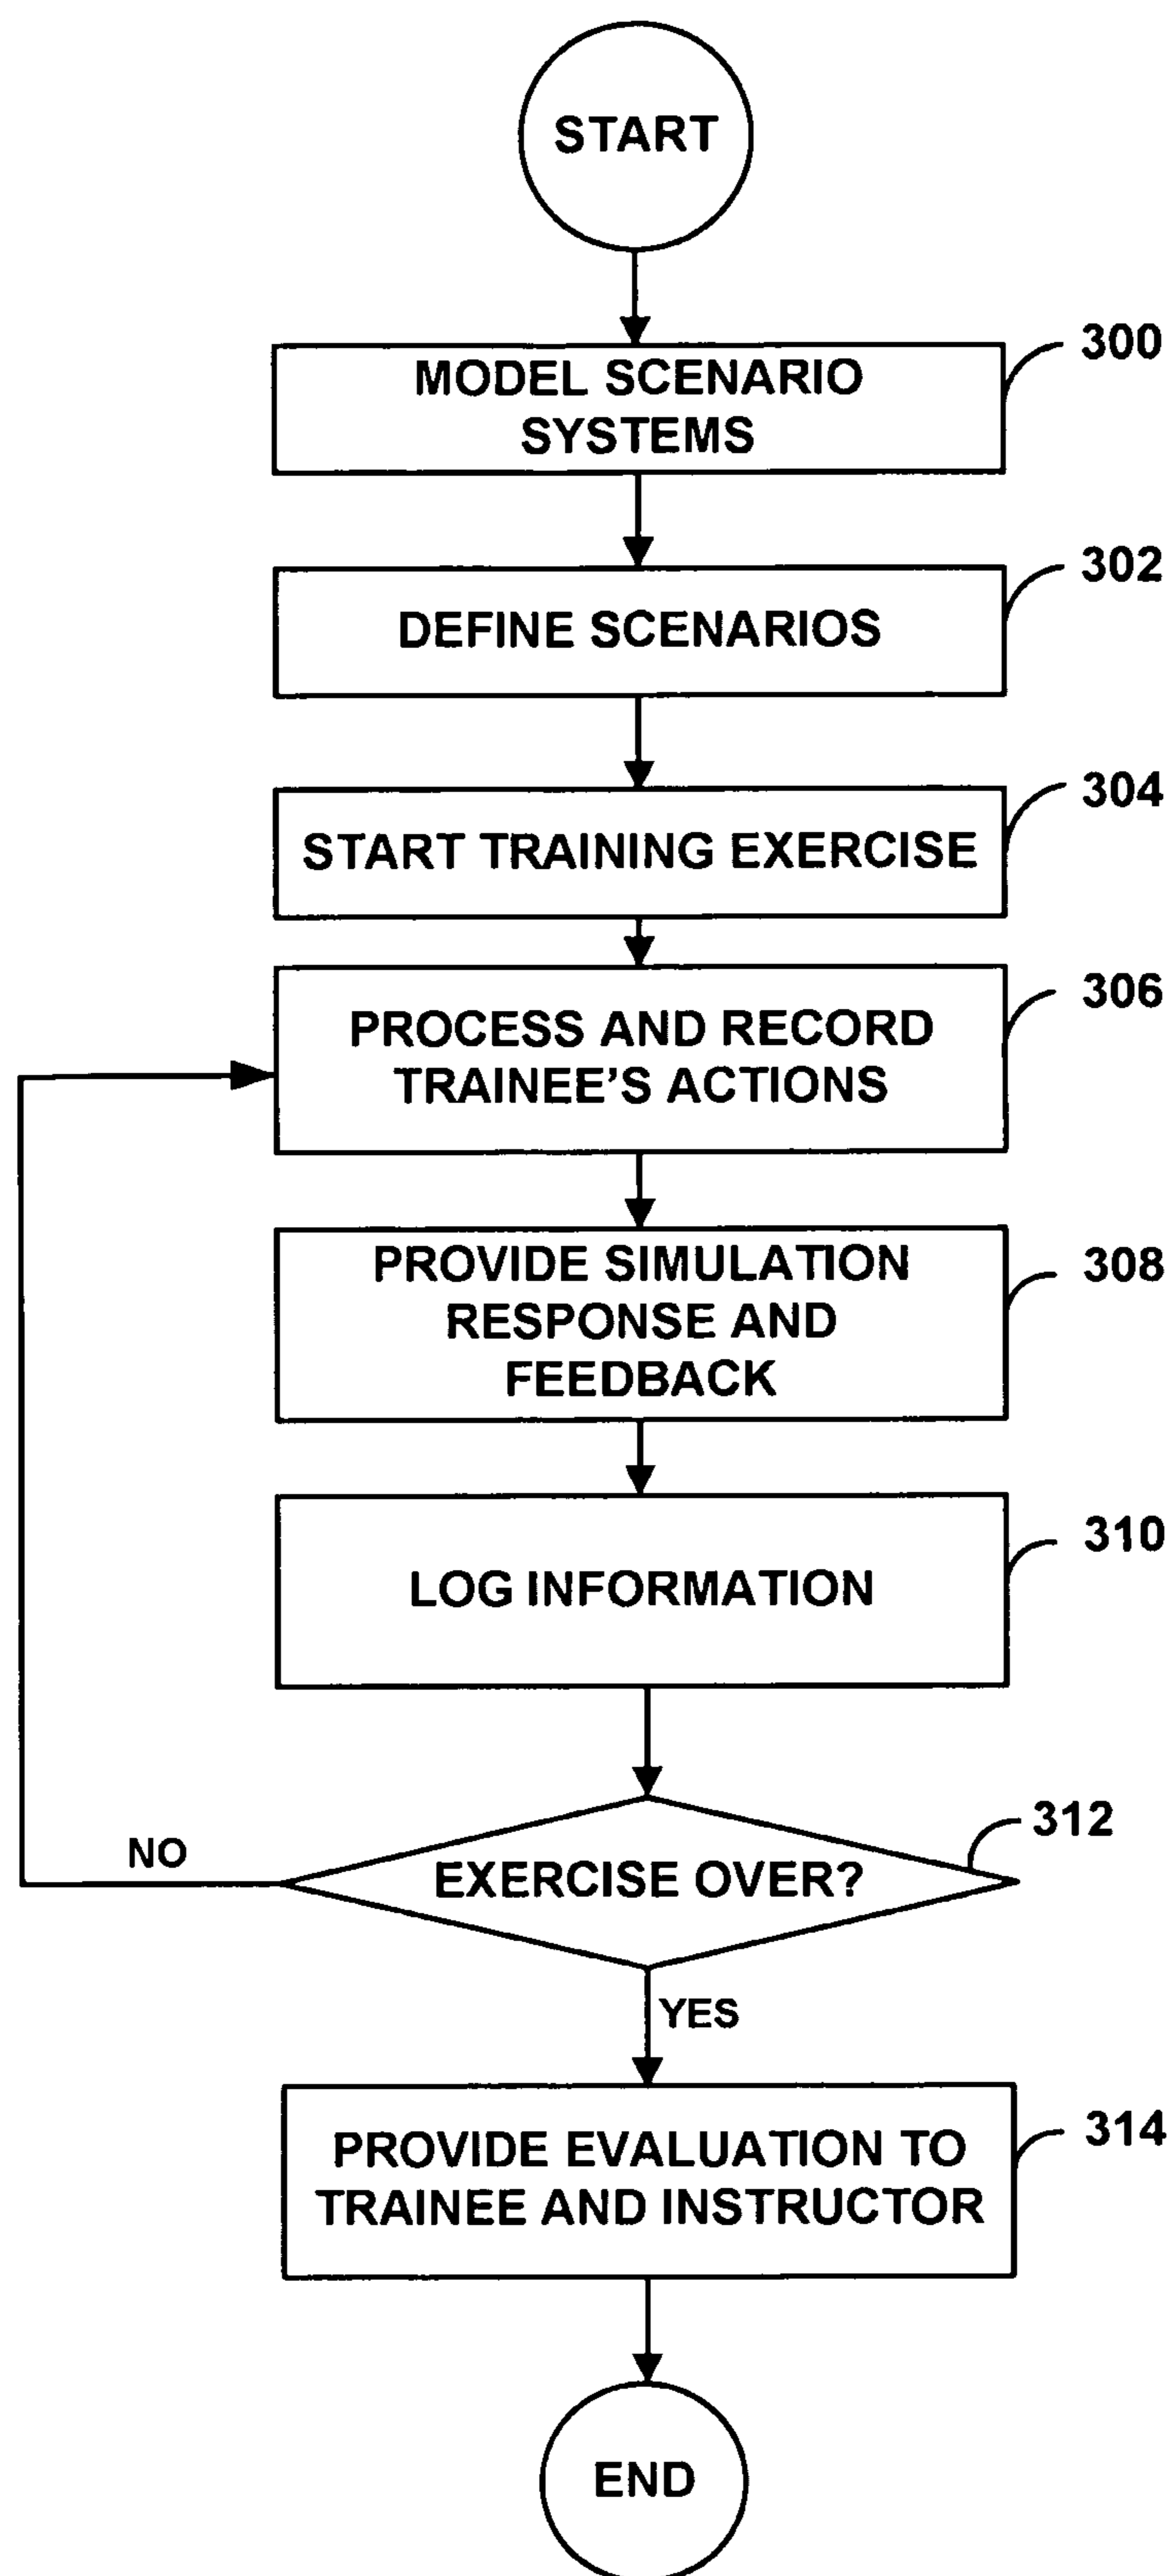 START
300
MODEL SCENARIO
SYSTEMS
302
DEFINE SCENARIOS
304
START TRAINING EXERCISE
306
PROCESS AND RECORD
TRAINEE'S ACTIONS
308
PROVIDE SIMULATION
RESPONSE AND
FEEDBACK
310
LOG INFORMATION
312
NO
EXERCISE OVER?
YES
314
PROVIDE EVALUATION TO
TRAINEE AND INSTRUCTOR
END